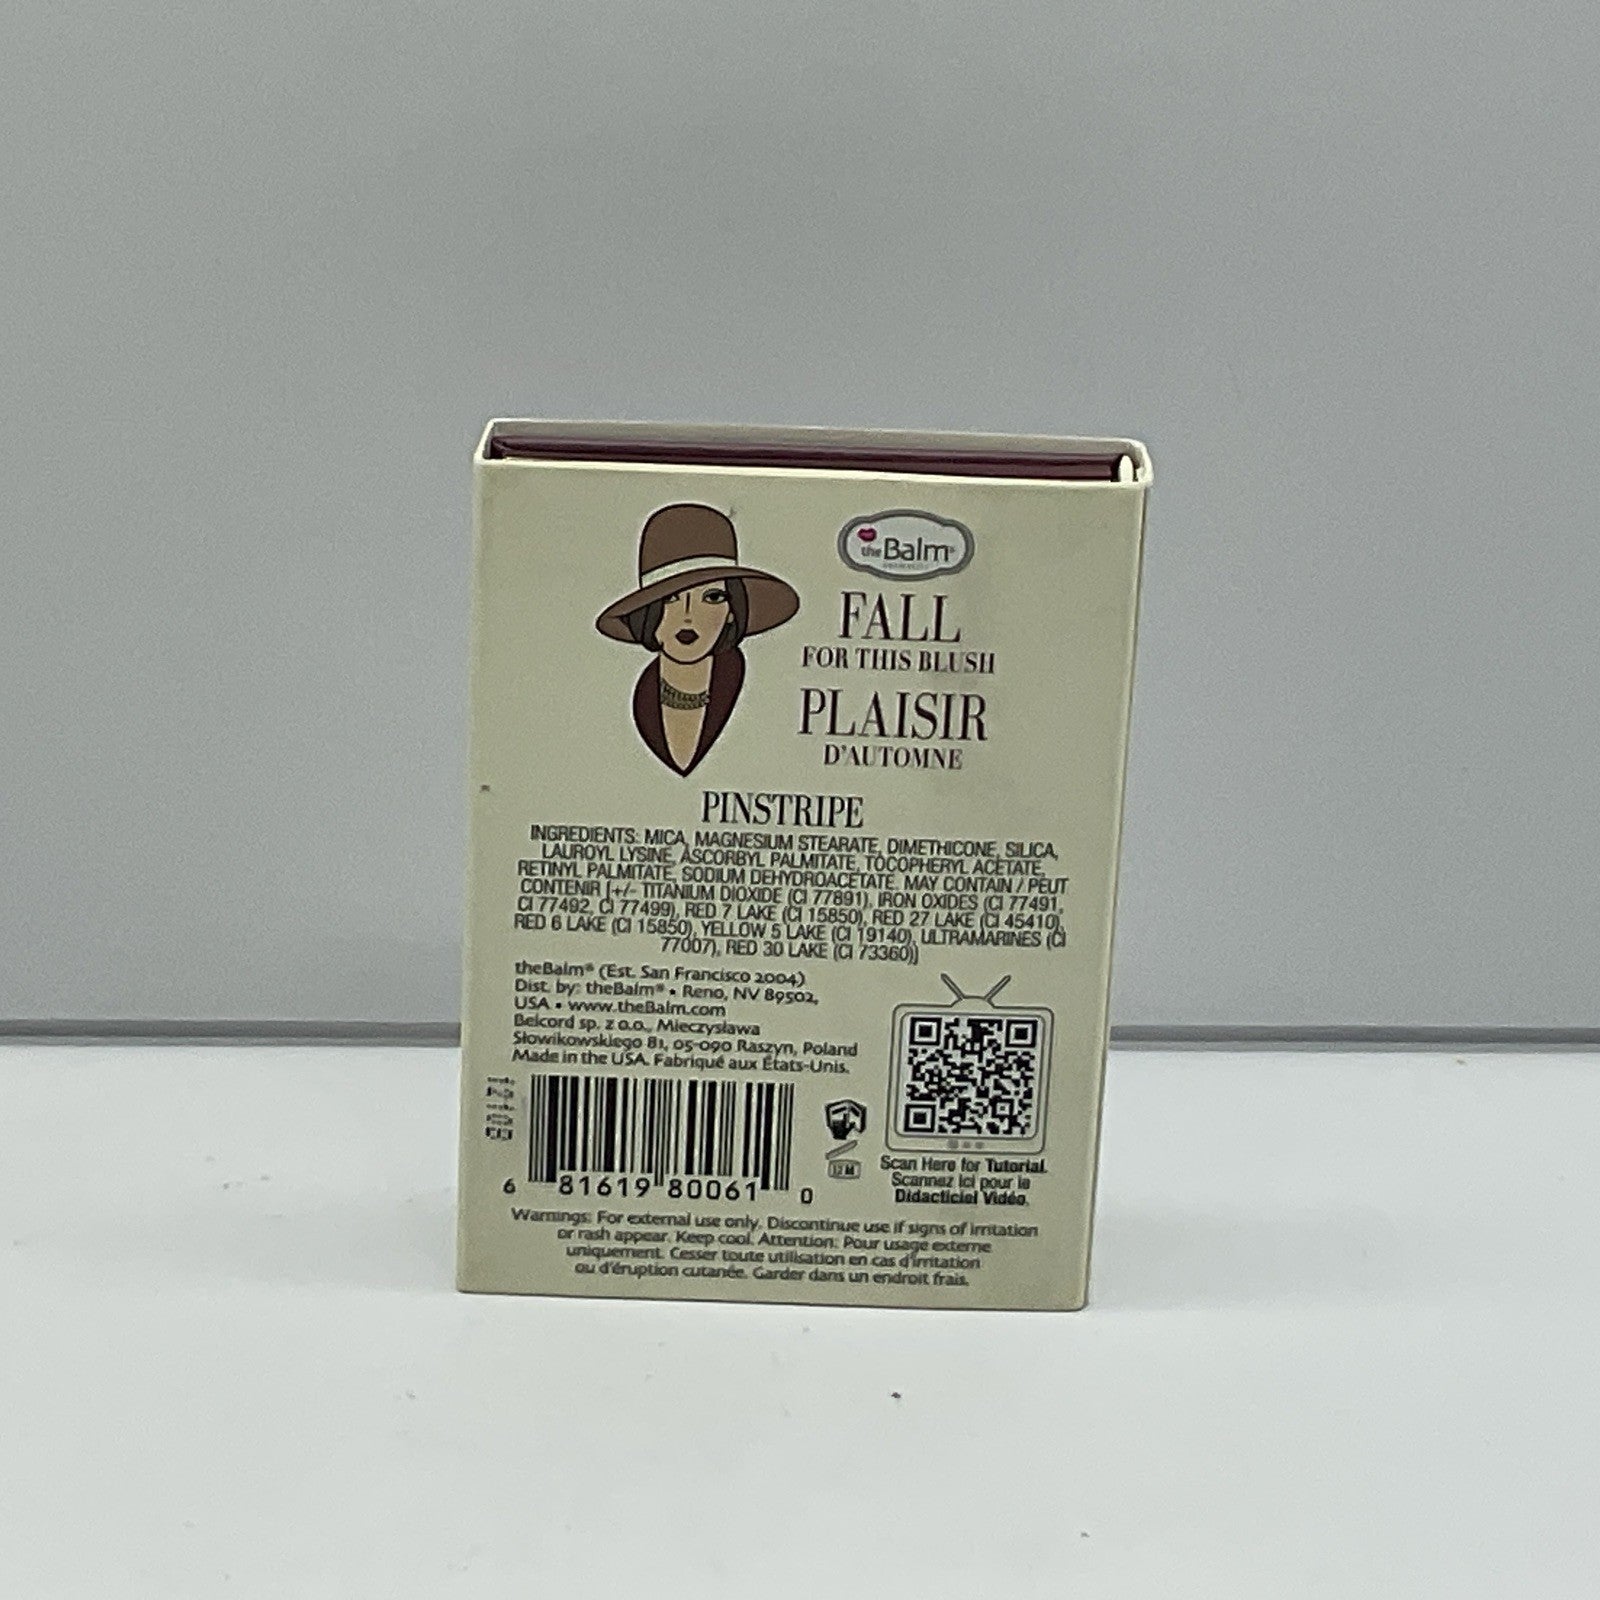 theBalm®
FALL
FOR THIS BLUSH
PLAISIR
D'AUTOMNE
PINSTRIPE
INGREDIENTS: MICA, MAGNESIUM STEARATE, DIMETHICONE, SILICA,
LAUROYL LYSINE, ASCORBYL PALMITATE, TOCOPHERYL ACETATE,
RETINYL PALMITATE, SODIUM DEHYDROACETATE. MAY CONTAIN / PEUT
CONTENIR [+/- TITANIUM DIOXIDE (CI 77891), IRON OXIDES (CI 77491,
CI 77492, CI 77499), RED 7 LAKE (CI 15850), RED 27 LAKE (CI 45410),
RED 6 LAKE (CI 15850), YELLOW 5 LAKE (CI 19140), ULTRAMARINES (CI
77007), RED 30 LAKE (CI 73360)]
theBalm® (Est. San Francisco 2004)
Dist. by: theBalm® • Reno, NV 89502,
USA • www.theBalm.com
Belcord sp. z o.o., Mieczysława
Słowikowskiego 81, 05-090 Raszyn, Poland
Made in the USA. Fabriqué aux États-Unis.
6 81619 80061 0
12 M
Scan Here for Tutorial.
Scannez Ici pour le
Didacticiel Vidéo.
Warnings: For external use only. Discontinue use if signs of irritation
or rash appear. Keep cool. Attention: Pour usage externe
uniquement. Cesser toute utilisation en cas d'irritation
ou d'éruption cutanée. Garder dans un endroit frais.